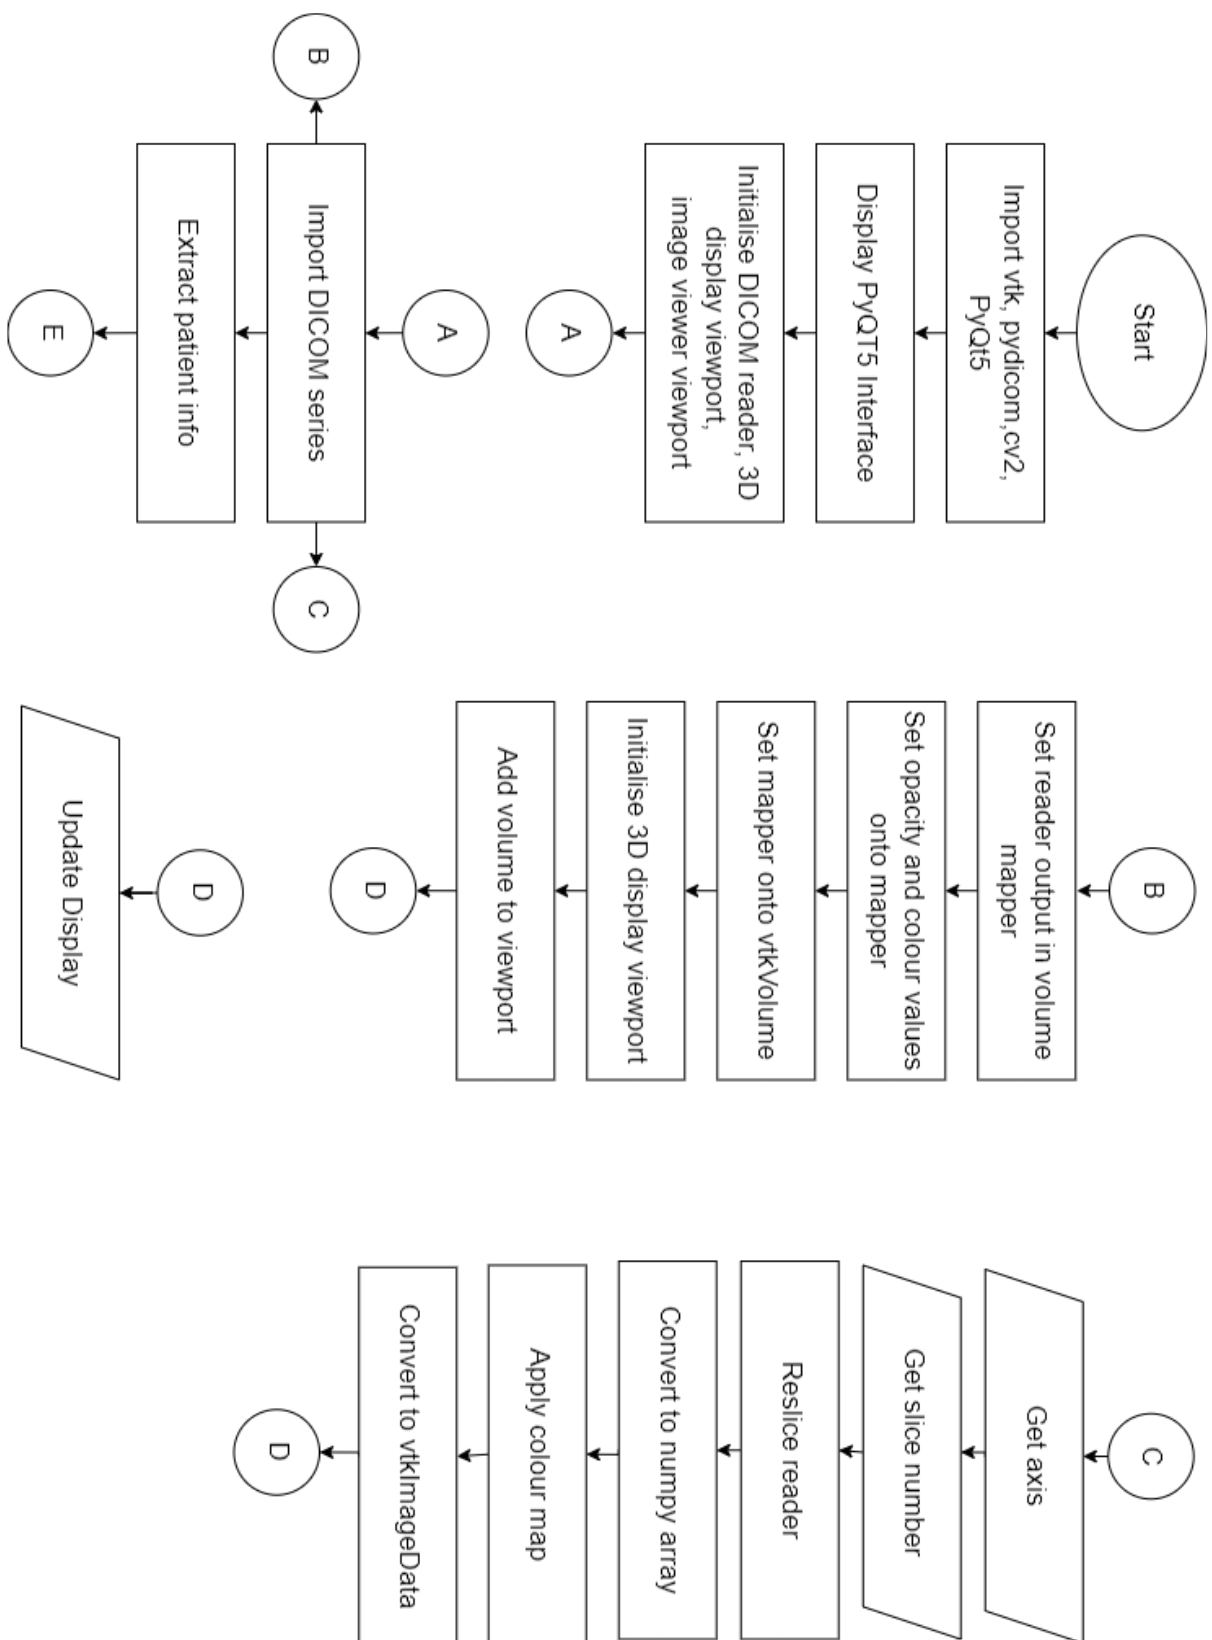 Start
Import vtk, pydicom,cv2,
PyQt5
Display PyQT5 Interface
Initialise DICOM reader, 3D
display viewport,
image viewer viewport
A
A
B
Import DICOM series
C
Extract patient info
E
B
Set reader output in volume
mapper
Set opacity and colour values
onto mapper
Set mapper onto vtkVolume
Initialise 3D display viewport
Add volume to viewport
D
D
Update Display
C
Get axis
Get slice number
Reslice reader
Convert to numpy array
Apply colour map
Convert to vtkImageData
D